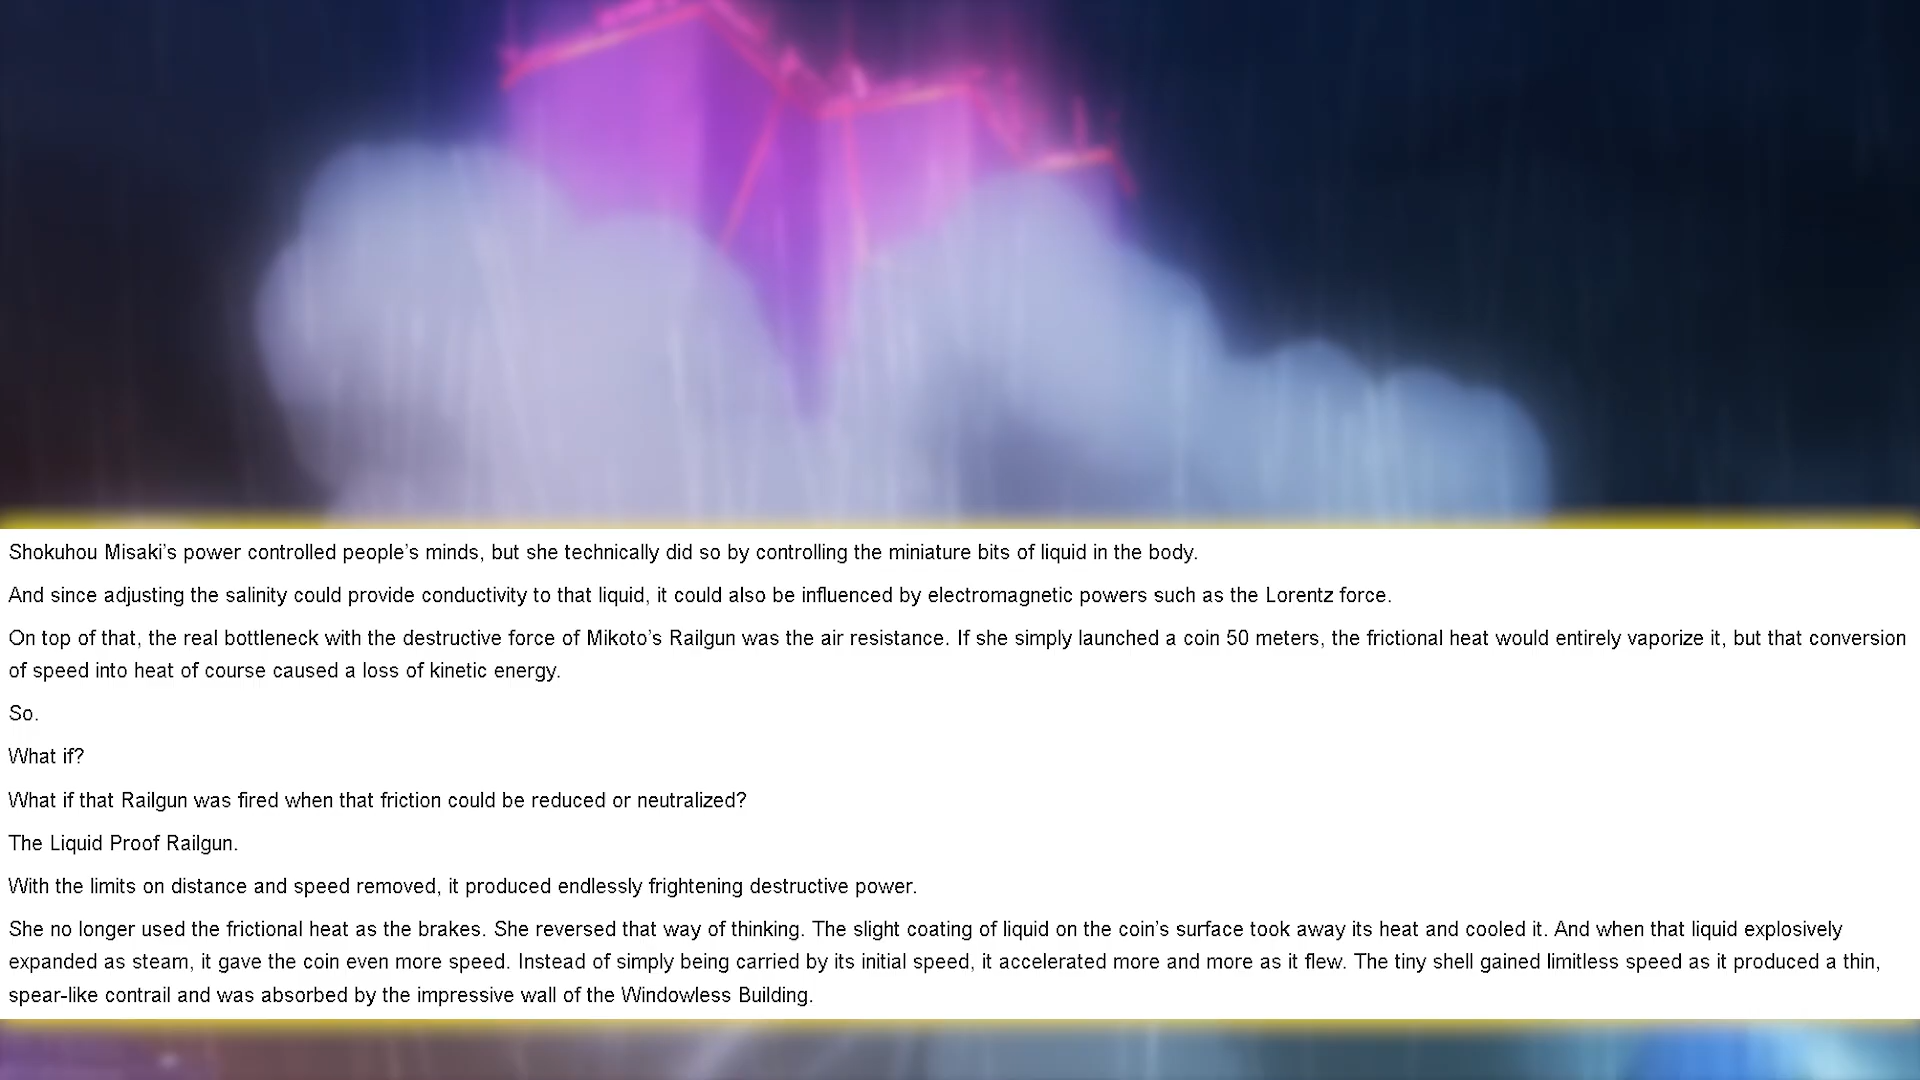 Shokuhou Misaki’s power controlled people’s minds, but she technically did so by controlling the miniature bits of liquid in the body.
And since adjusting the salinity could provide conductivity to that liquid, it could also be influenced by electromagnetic powers such as the Lorentz force.
On top of that, the real bottleneck with the destructive force of Mikoto’s Railgun was the air resistance. If she simply launched a coin 50 meters, the frictional heat would entirely vaporize it, but that conversion
of speed into heat of course caused a loss of kinetic energy.
So.
What if?
What if that Railgun was fired when that friction could be reduced or neutralized?
The Liquid Proof Railgun.
With the limits on distance and speed removed, it produced endlessly frightening destructive power.
She no longer used the frictional heat as the brakes. She reversed that way of thinking. The slight coating of liquid on the coin’s surface took away its heat and cooled it. And when that liquid explosively
expanded as steam, it gave the coin even more speed. Instead of simply being carried by its initial speed, it accelerated more and more as it flew. The tiny shell gained limitless speed as it produced a thin,
spear-like contrail and was absorbed by the impressive wall of the Windowless Building.